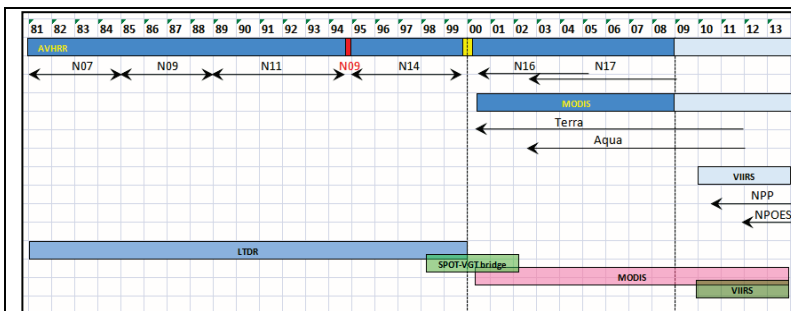 81 82 83 84 85 86 87 88 89 90 91 92 93 94 95 96 97 98 99 00 01 02 03 04 05 06 07 08 09 10 11 12 13
AVHRR
N07 N09 N11 N09 N14 N16 N17
MODIS
Terra
Aqua
VIIRS
NPP
NPOES
LTDR
SPOT-VGT bridge
MODIS
VIIRS